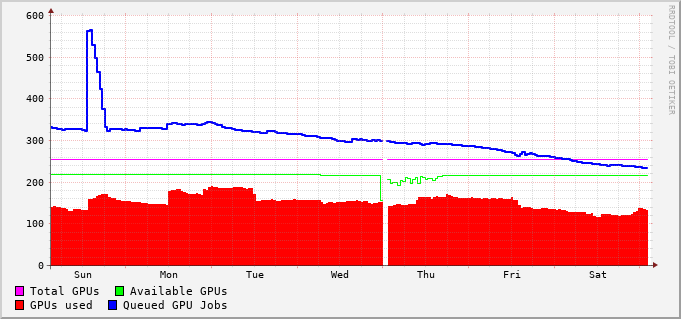 600
500
400
300
200
100
0
Sun Mon Tue Wed Thu Fri Sat
Total GPUs Available GPUs
GPUs used Queued GPU Jobs
RRDTOOL / TOBI OETIKER